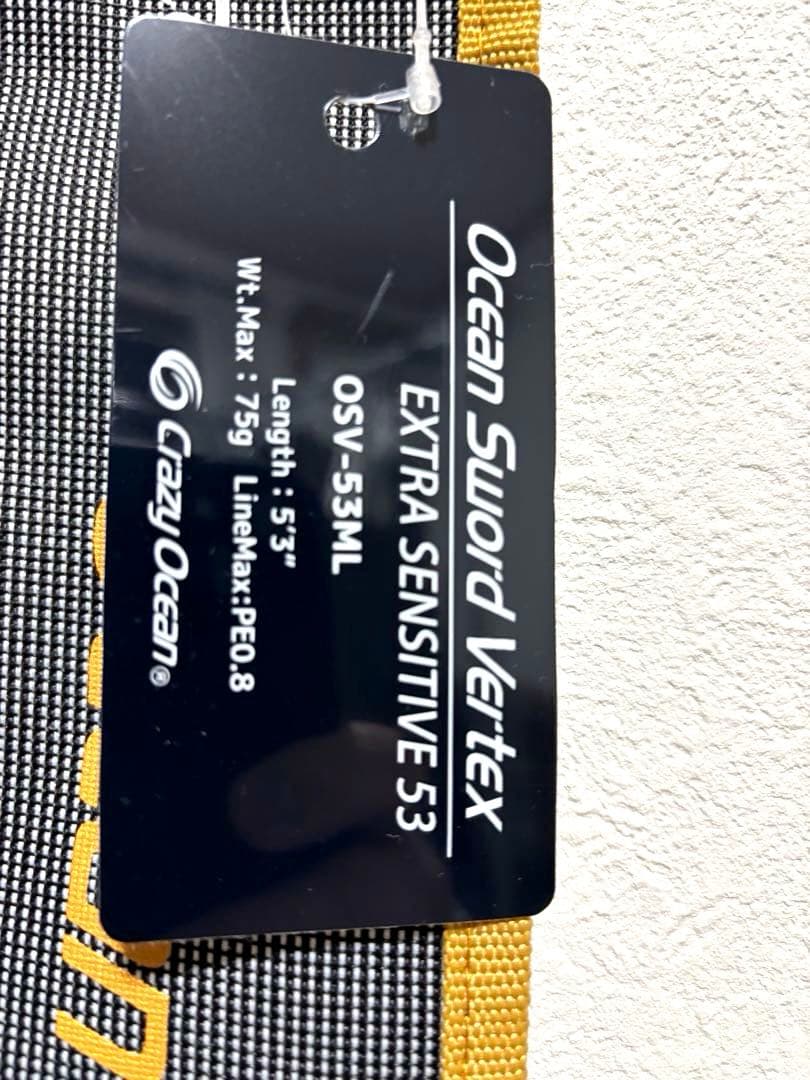 Ocean Sword Vertex
EXTRA SENSITIVE 53
OSV-53ML
Length : 5'3"
Wt.Max : 75g LineMax:PE0.8
Crazy Ocean®